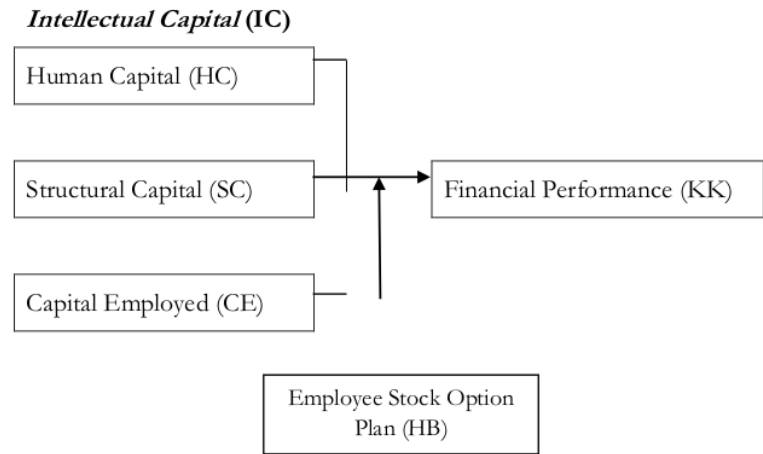 Intellectual Capital (IC)
Human Capital (HC)
Structural Capital (SC)
Financial Performance (KK)
Capital Employed (CE)
Employee Stock Option
Plan (HB)